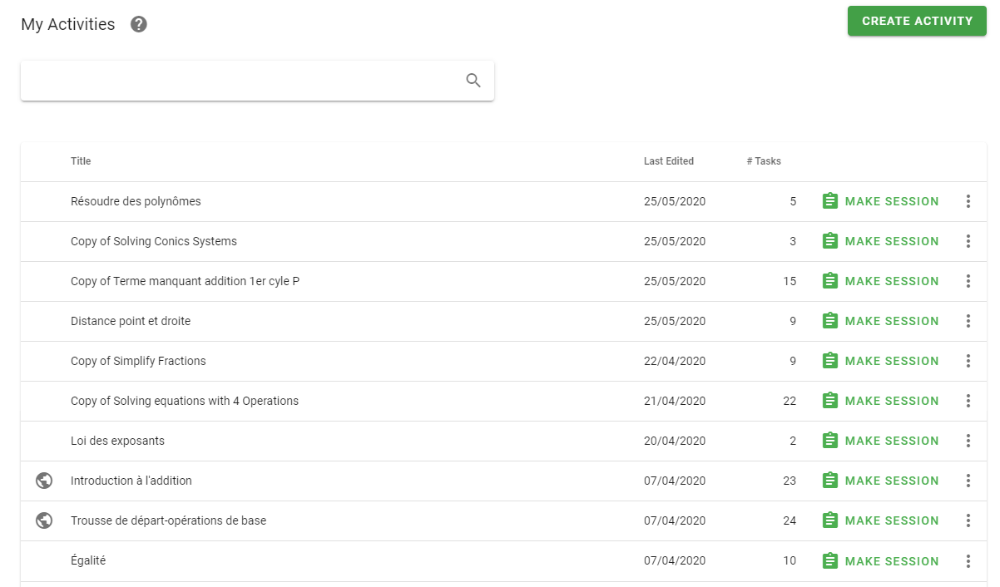 My Activities
CREATE ACTIVITY
Title Last Edited # Tasks
Résoudre des polynômes 25/05/2020 5 MAKE SESSION
Copy of Solving Conics Systems 25/05/2020 3 MAKE SESSION
Copy of Terme manquant addition 1er cyle P 25/05/2020 15 MAKE SESSION
Distance point et droite 25/05/2020 9 MAKE SESSION
Copy of Simplify Fractions 22/04/2020 9 MAKE SESSION
Copy of Solving equations with 4 Operations 21/04/2020 22 MAKE SESSION
Loi des exposants 20/04/2020 2 MAKE SESSION
Introduction à l'addition 07/04/2020 23 MAKE SESSION
Trousse de départ-opérations de base 07/04/2020 24 MAKE SESSION
Égalité 07/04/2020 10 MAKE SESSION